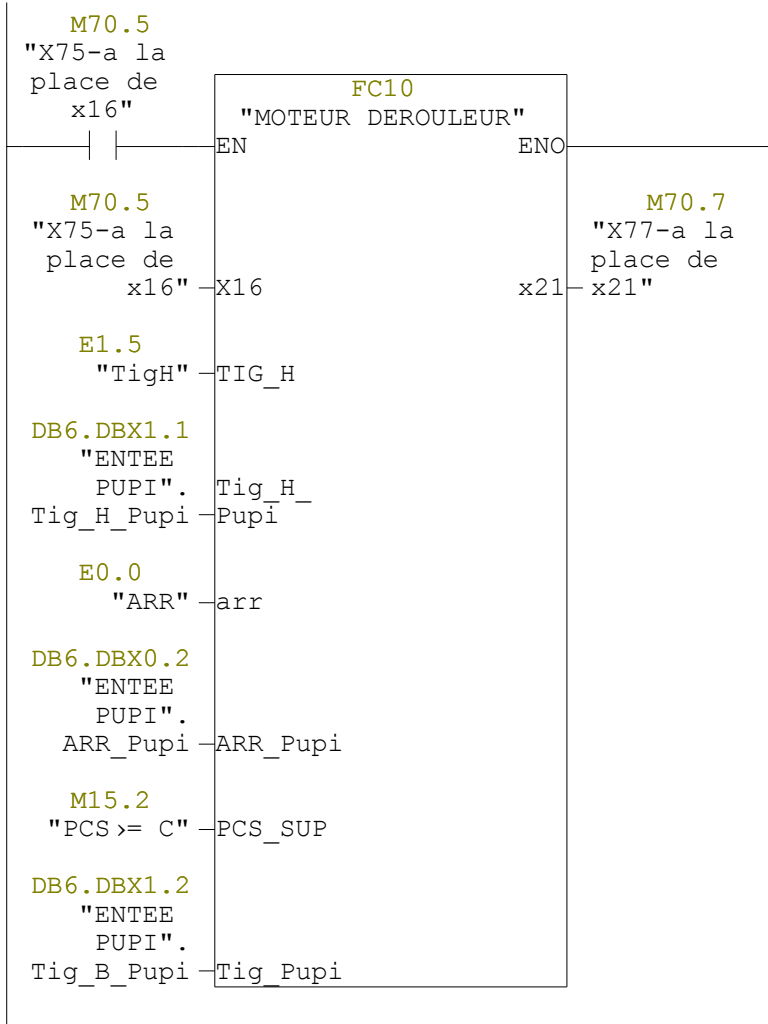 M70.5
"X75-a la
place de
x16"
FC10
"MOTEUR DEROULEUR"
EN
ENO
M70.5
"X75-a la
place de
x16"
X16
M70.7
"X77-a la
place de
x21"
x21
E1.5
"TigH"
TIG_H
DB6.DBX1.1
"ENTEE
PUPI".
Tig_H_Pupi
Tig_H_
Pupi
E0.0
"ARR"
arr
DB6.DBX0.2
"ENTEE
PUPI".
ARR_Pupi
ARR_Pupi
M15.2
"PCS>= C"
PCS_SUP
DB6.DBX1.2
"ENTEE
PUPI".
Tig_B_Pupi
Tig_Pupi